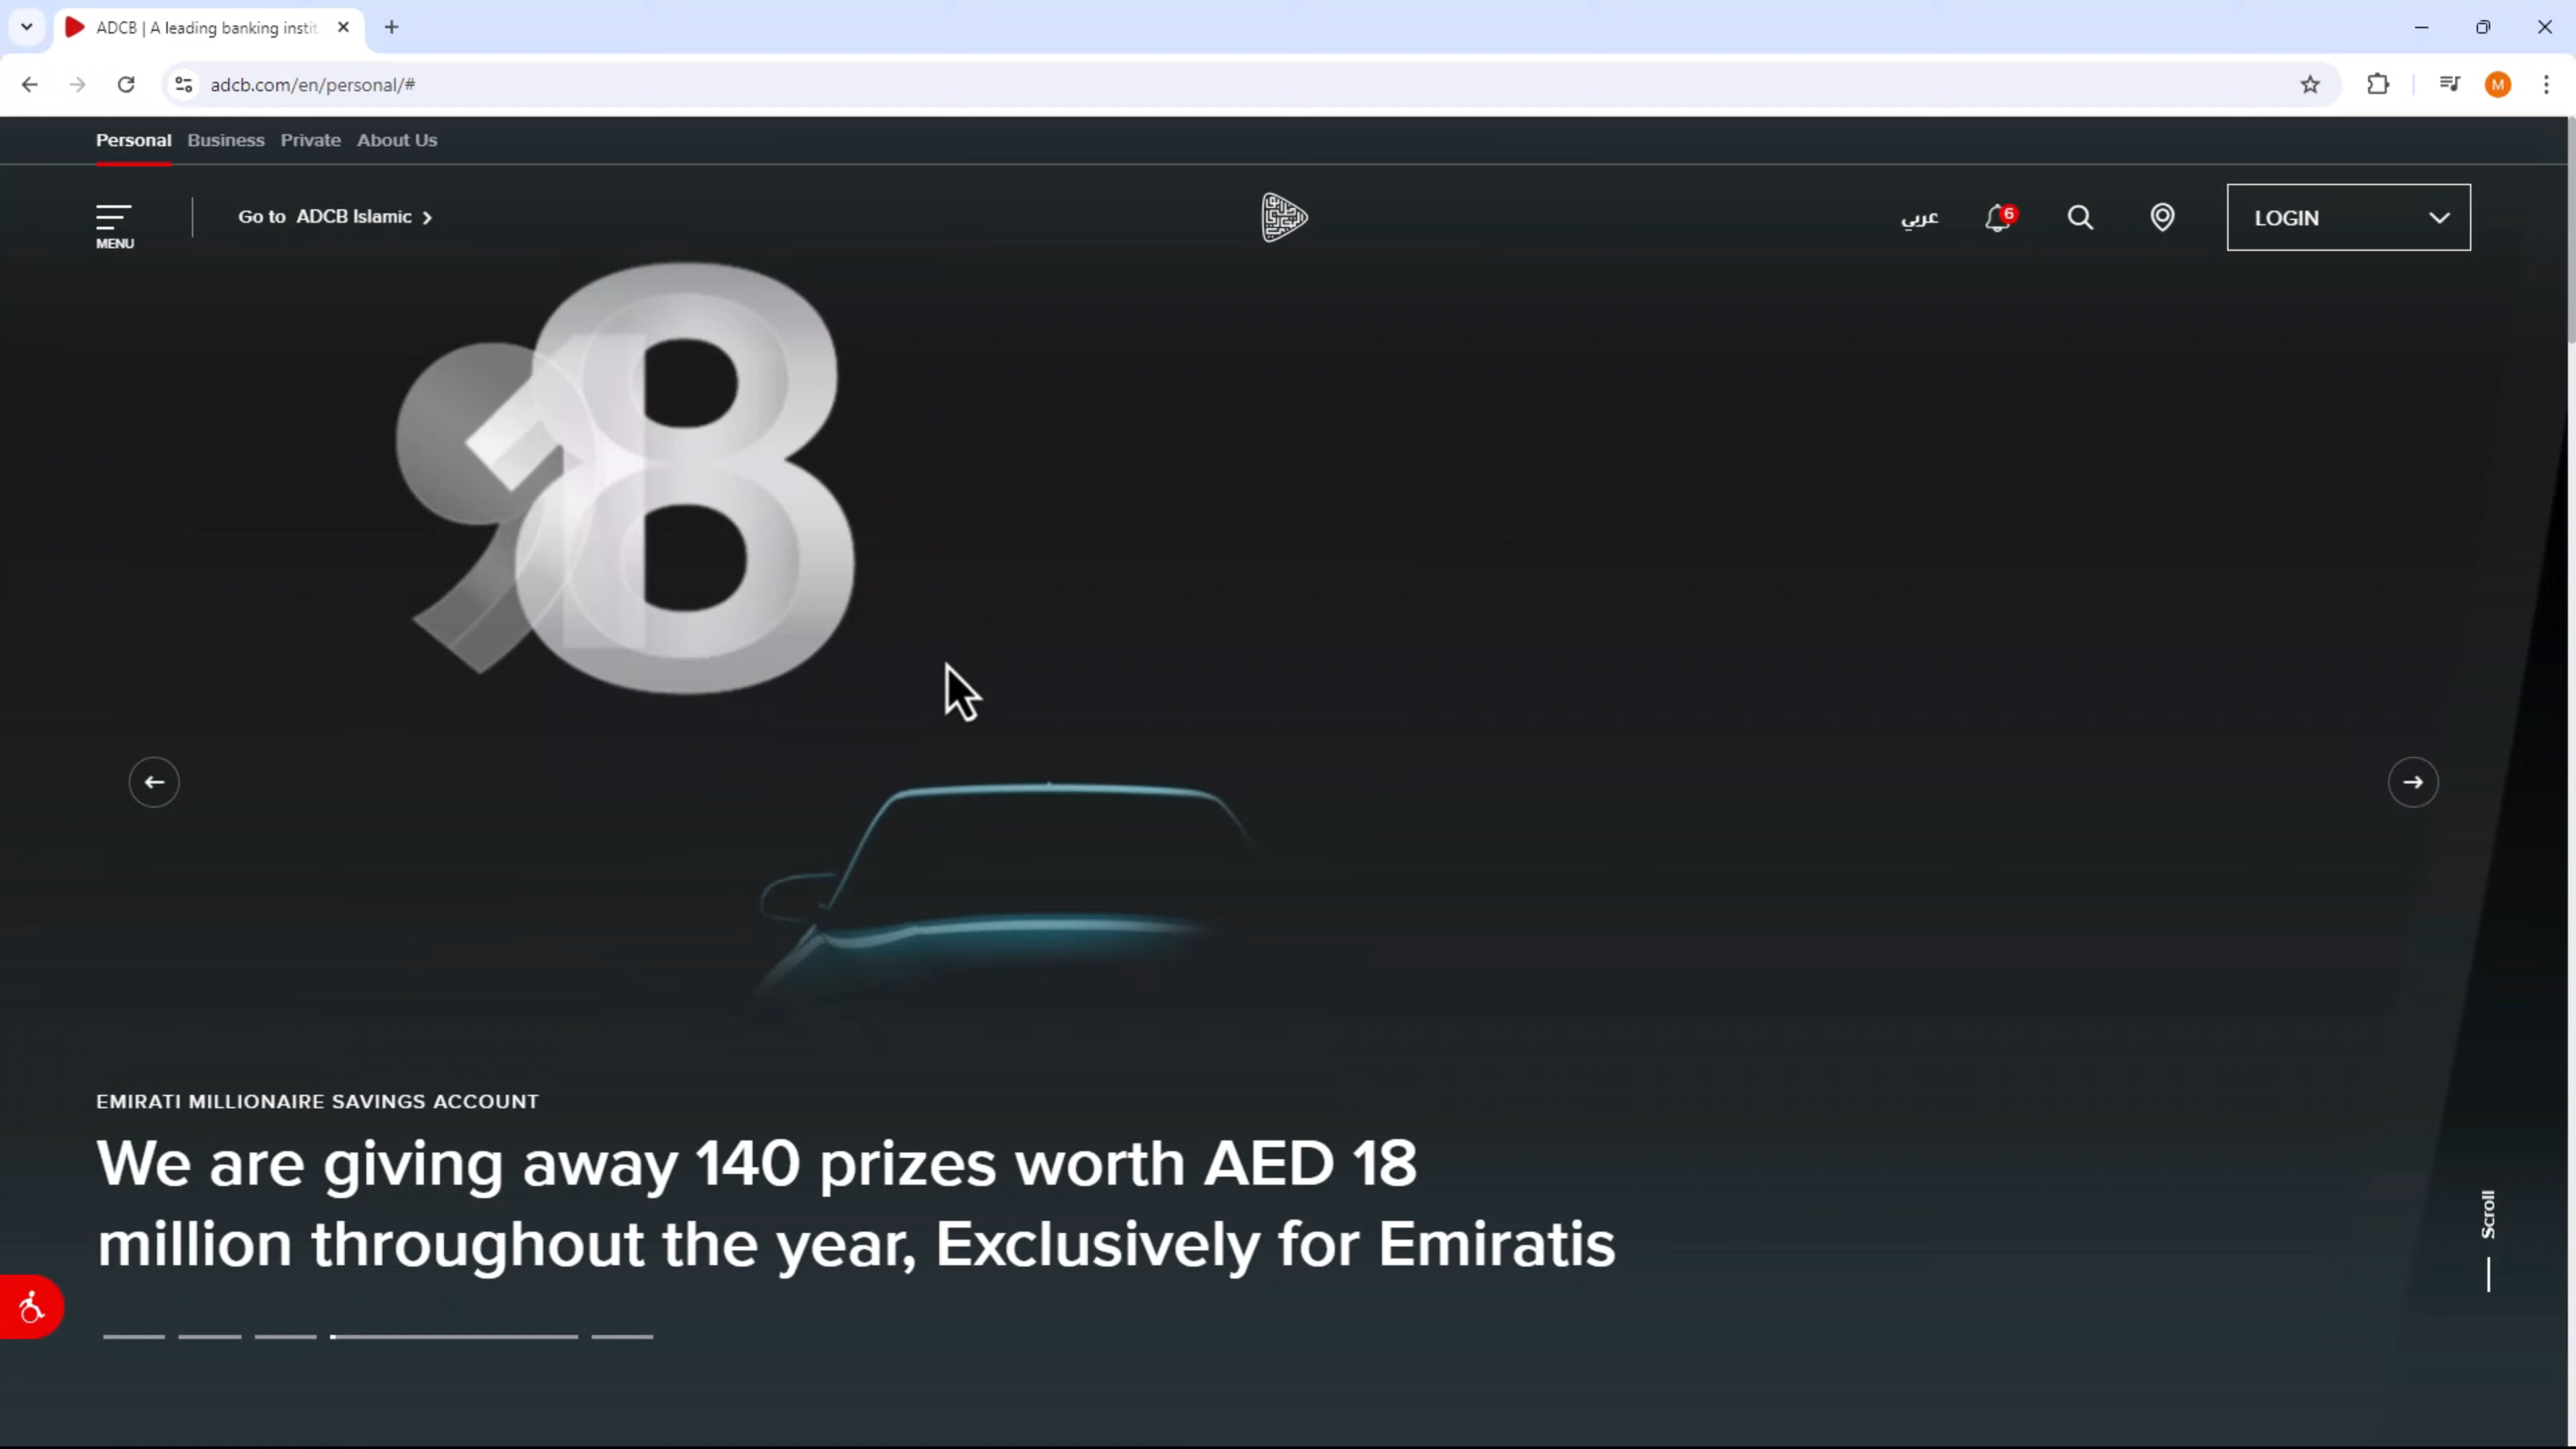 ADCB | A leading banking instit
adcb.com/en/personal/#
M
Personal Business Private About Us
MENU
Go to ADCB Islamic
عربي
6
LOGIN
18
EMIRATI MILLIONAIRE SAVINGS ACCOUNT
We are giving away 140 prizes worth AED 18
million throughout the year, Exclusively for Emiratis
Scroll